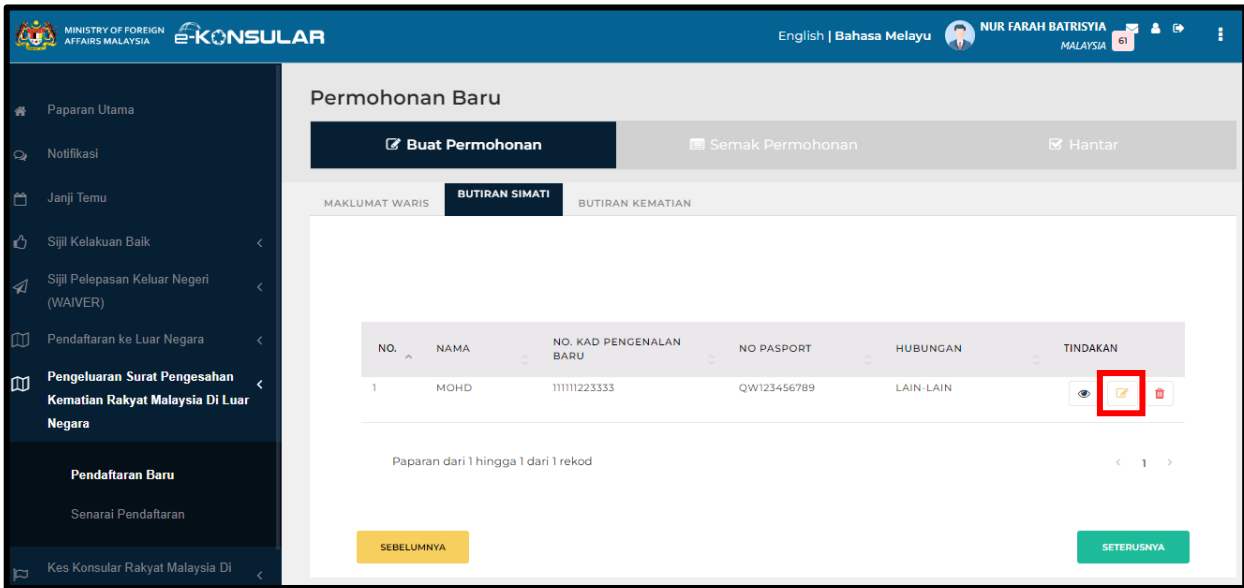 MINISTRY OF FOREIGN
AFFAIRS MALAYSIA
e-KONSULAR
English | Bahasa Melayu
NUR FARAH BATRISYIA
MALAYSIA
61
Paparan Utama
Notifikasi
Janji Temu
Sijil Kelakuan Baik
Sijil Pelepasan Keluar Negeri
(WAIVER)
Pendaftaran ke Luar Negara
Pengeluaran Surat Pengesahan
Kematian Rakyat Malaysia Di Luar
Negara
Pendaftaran Baru
Senarai Pendaftaran
Kes Konsular Rakyat Malaysia Di
Permohonan Baru
Buat Permohonan
Semak Permohonan
Hantar
MAKLUMAT WARIS
BUTIRAN SIMATI
BUTIRAN KEMATIAN
NO. NAMA NO. KAD PENGENALAN NO PASPORT HUBUNGAN TINDAKAN
BARU
1 MOHD 111111223333 QW123456789 LAIN-LAIN
Paparan dari 1 hingga 1 dari 1 rekod
< 1 >
SEBELUMNYA
SETERUSNYA